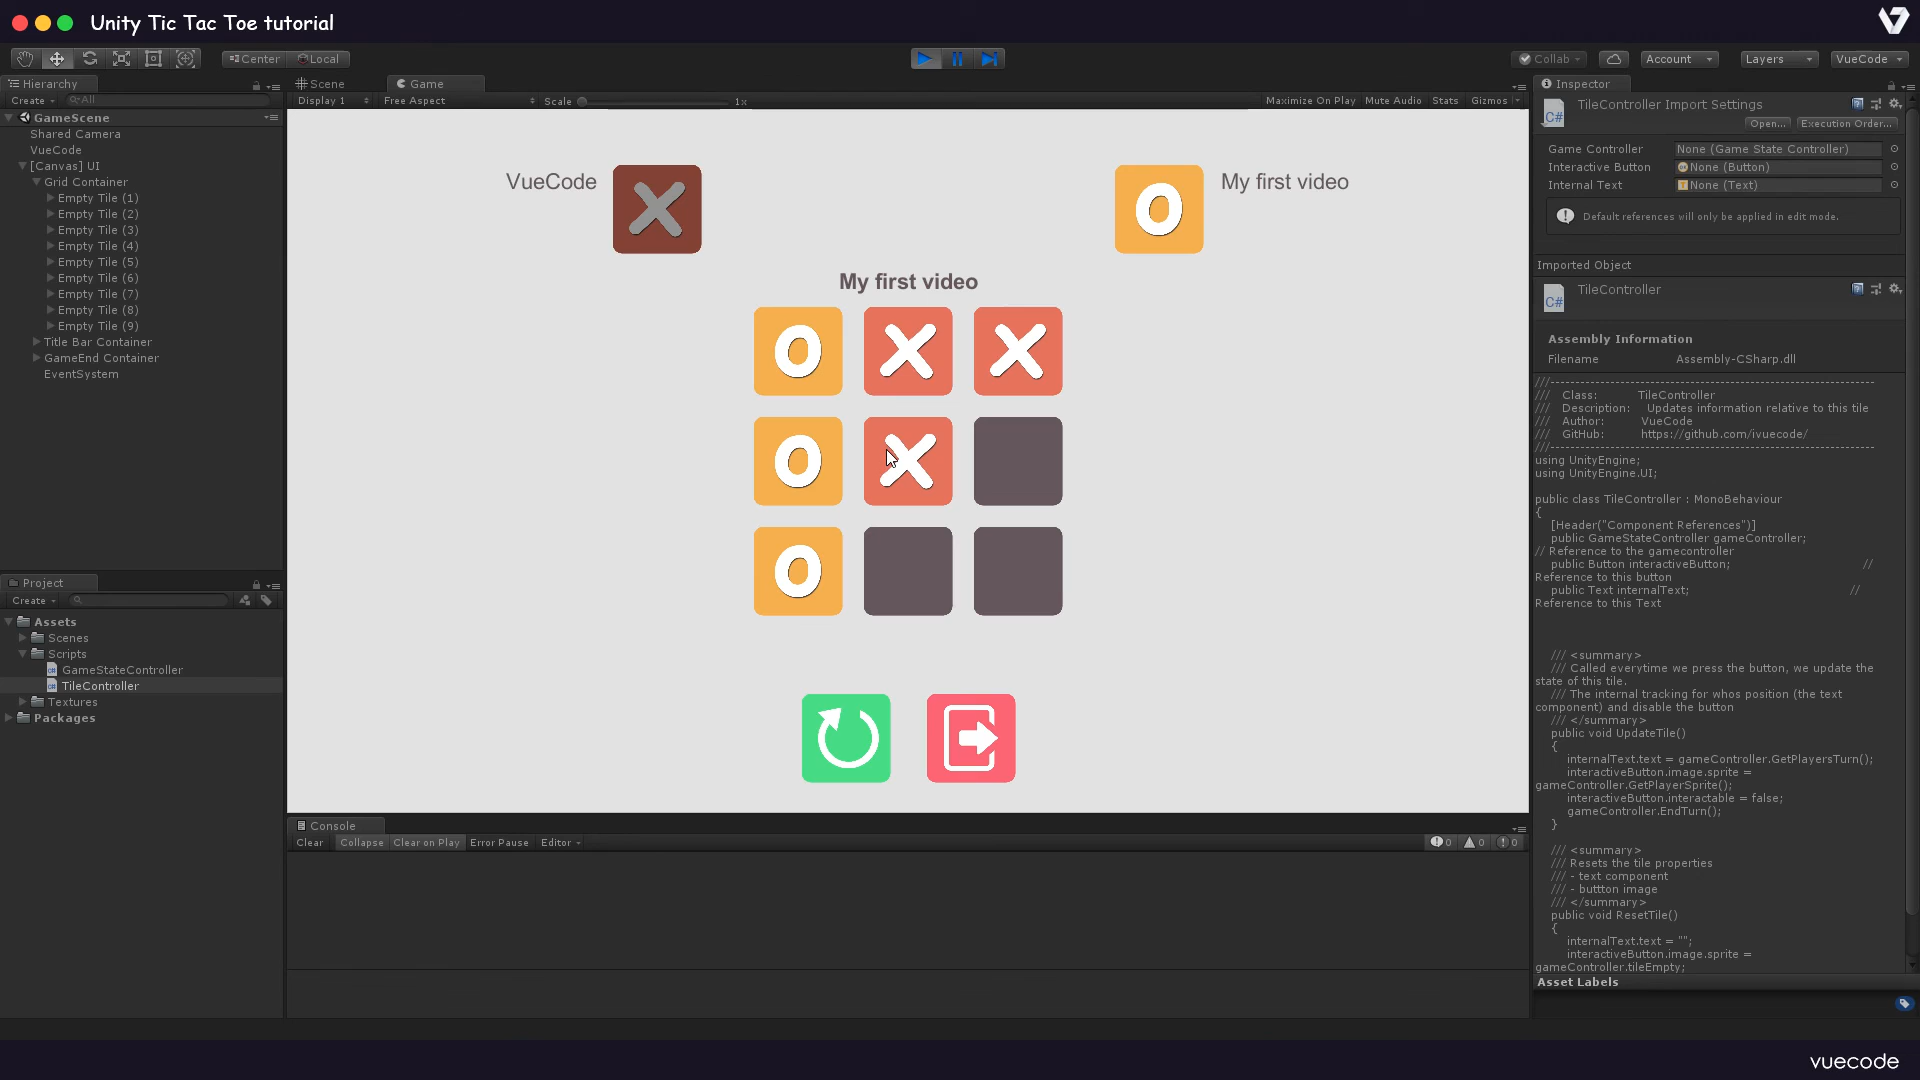 Unity Tic Tac Toe tutorial
Center
Local
Collab
Account
Layers
VueCode
Hierarchy
Create
All
GameScene
Shared Camera
VueCode
[Canvas] UI
Grid Container
Empty Tile (1)
Empty Tile (2)
Empty Tile (3)
Empty Tile (4)
Empty Tile (5)
Empty Tile (6)
Empty Tile (7)
Empty Tile (8)
Empty Tile (9)
Title Bar Container
GameEnd Container
EventSystem
Project
Create
Assets
Scenes
Scripts
GameStateController
TileController
Textures
Packages
Scene
Game
Display 1
Free Aspect
Scale
1x
Maximize On Play
Mute Audio
Stats
Gizmos
VueCode
X
O
My first video
My first video
O X X
O X
O
Console
Clear
Collapse
Clear on Play
Error Pause
Editor
0
0
0
Inspector
TileController Import Settings
C#
Open...
Execution Order...
Game Controller
None (Game State Controller)
Interactive Button
None (Button)
Internal Text
None (Text)
Default references will only be applied in edit mode.
Imported Object
TileController
C#
Assembly Information
Filename
Assembly-CSharp.dll
///-----------------------------------------------------------------
/// Class: TileController
/// Description: Updates information relative to this tile
/// Author: VueCode
/// GitHub: https://github.com/ivuecode/
///-----------------------------------------------------------------
using UnityEngine;
using UnityEngine.UI;
public class TileController : MonoBehaviour
{
[Header("Component References")]
public GameStateController gameController;
// Reference to the gamecontroller
public Button interactiveButton; //
Reference to this button
public Text internalText; //
Reference to this Text
/// <summary>
/// Called everytime we press the button, we update the
state of this tile.
/// The internal tracking for whos position (the text
component) and disable the button
/// </summary>
public void UpdateTile()
{
internalText.text = gameController.GetPlayersTurn();
interactiveButton.image.sprite =
gameController.GetPlayerSprite();
interactiveButton.interactable = false;
gameController.EndTurn();
}
/// <summary>
/// Resets the tile properties
/// - text component
/// - buttton image
/// </summary>
public void ResetTile()
{
internalText.text = "";
interactiveButton.image.sprite =
gameController.tileEmpty;
Asset Labels
vuecode